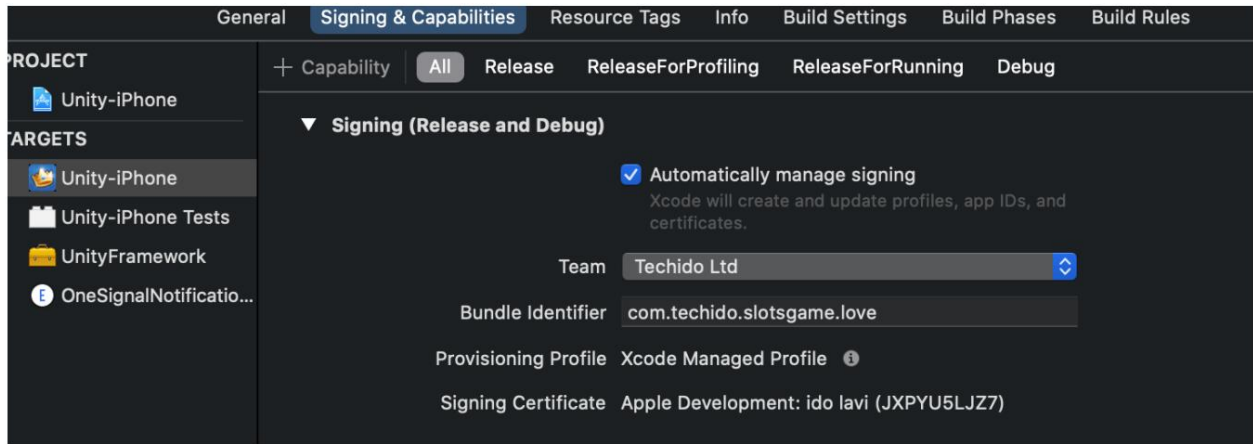 General Signing & Capabilities Resource Tags Info Build Settings Build Phases Build Rules
PROJECT
Unity-iPhone
TARGETS
Unity-iPhone
Unity-iPhone Tests
UnityFramework
OneSignalNotificatio...
+ Capability All Release ReleaseForProfiling ReleaseForRunning Debug
Signing (Release and Debug)
Automatically manage signing
Xcode will create and update profiles, app IDs, and
certificates.
Team Techido Ltd
Bundle Identifier com.techido.slotsgame.love
Provisioning Profile Xcode Managed Profile
Signing Certificate Apple Development: ido lavi (JXPYU5LJZ7)